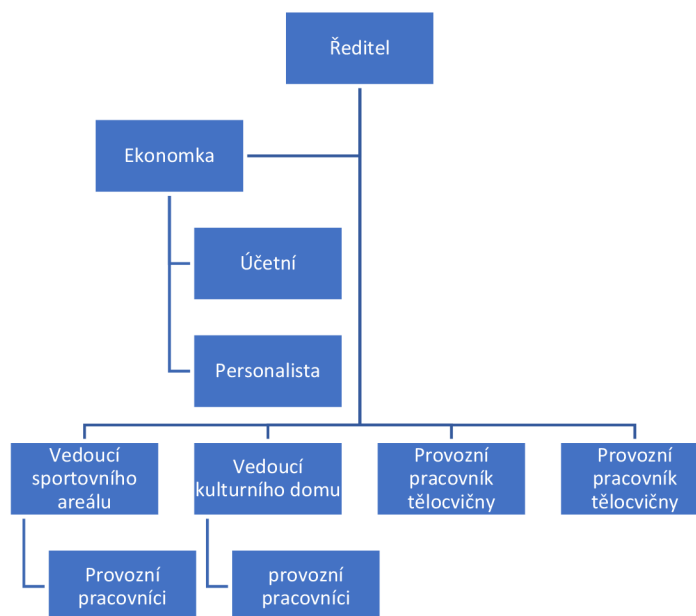 Ředitel
Ekonomka
Účetní
Personalista
Vedoucí
sportovního
areálu
Vedoucí
kulturního domu
Provozní
pracovník
tělocvičny
Provozní
pracovník
tělocvičny
Provozní
pracovníci
provozní
pracovníci